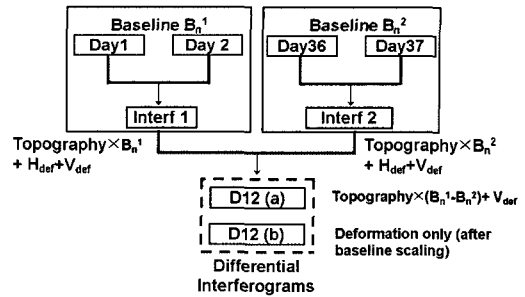 Baseline Bn¹ Baseline Bn²
Day1 Day 2 Day36 Day37
Interf 1 Interf 2
Topography×Bn¹ Topography×Bn²
+ Hdef+Vdef + Hdef+Vdef
D12 (a) Topography×(Bn¹-Bn²)+ Vdef
D12 (b) Deformation only (after
baseline scaling)
Differential
Interferograms